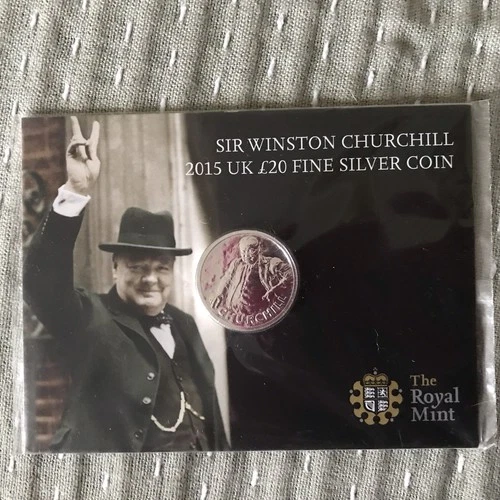 SIR WINSTON CHURCHILL
2015 UK £20 FINE SILVER COIN
CHURCHILL
The
Royal
Mint